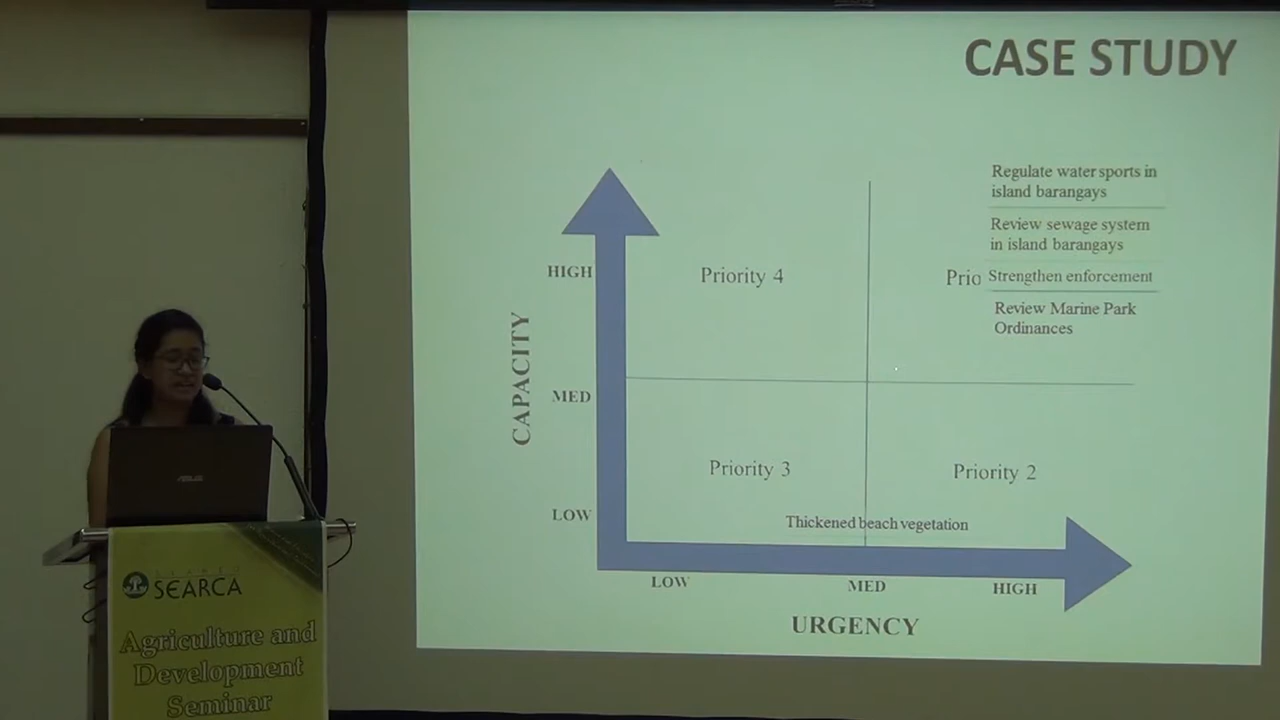 CASE STUDY
Regulate water sports in
island barangays
Review sewage system
in island barangays
Strengthen enforcement
Review Marine Park
Ordinances
HIGH
Priority 4
Prio
CAPACITY
MED
Priority 3
Priority 2
LOW
Thickened beach vegetation
LOW
MED
HIGH
URGENCY
ASUS
SEARCA
Agriculture and
Development
Seminar